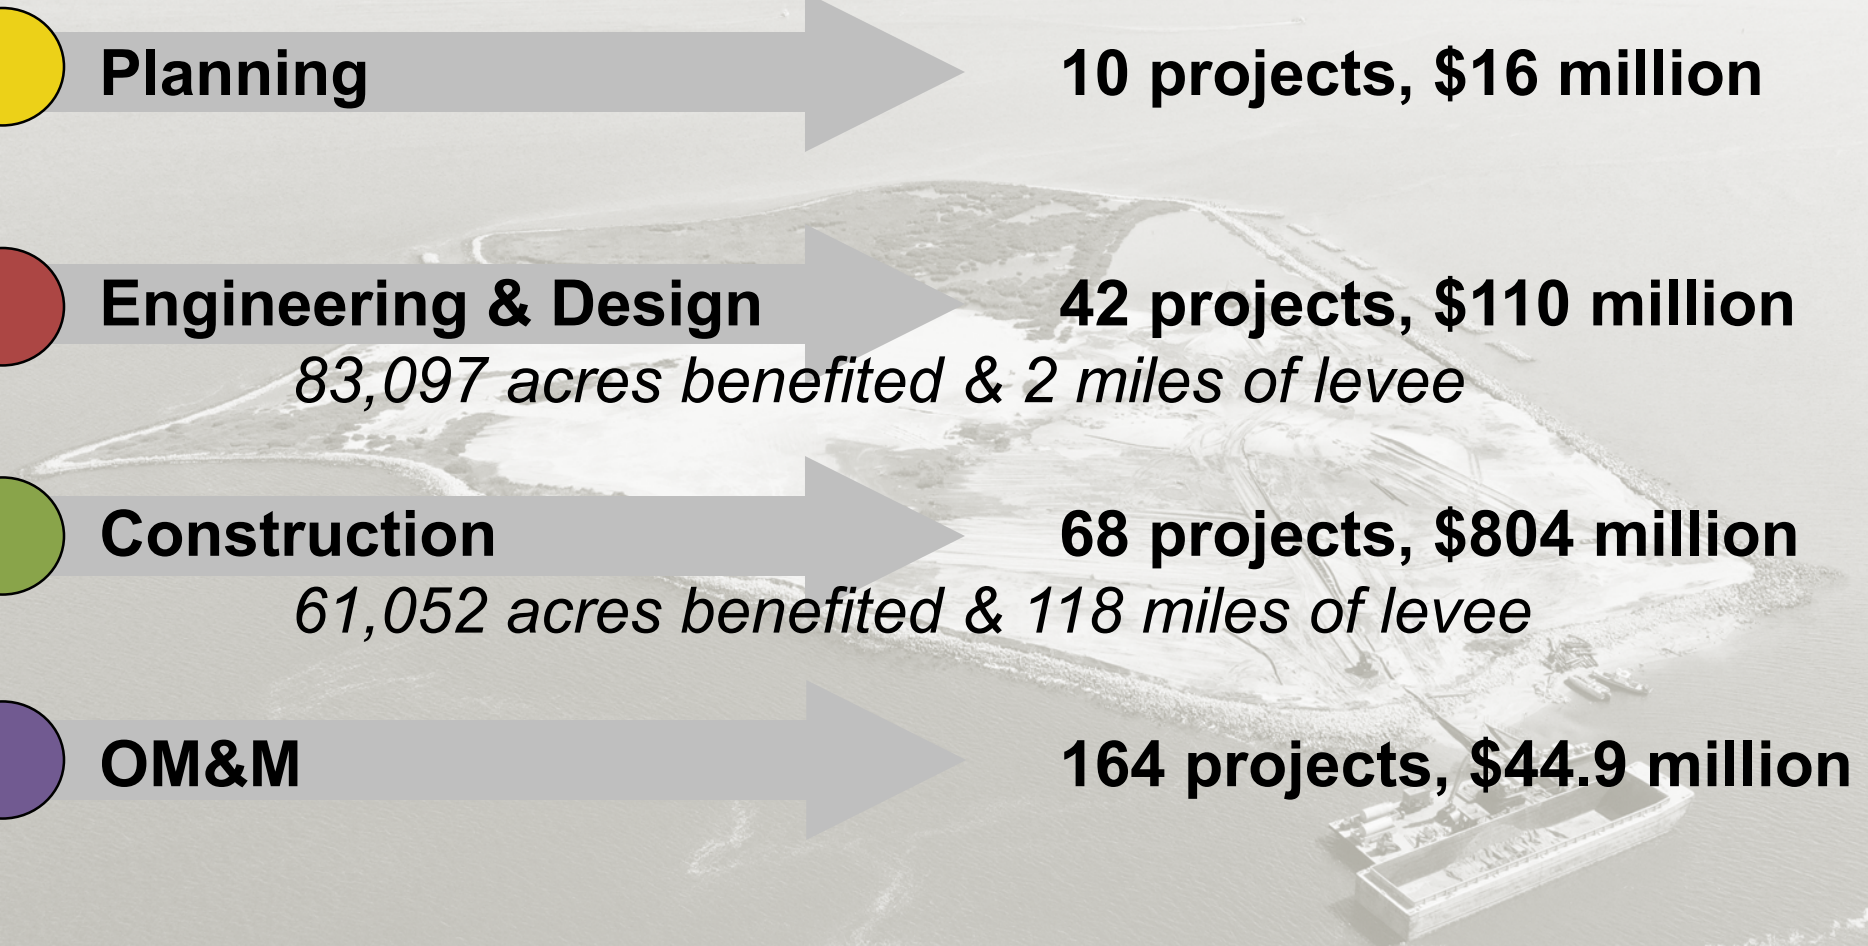 Planning 10 projects, $16 million
Engineering & Design 42 projects, $110 million
83,097 acres benefited & 2 miles of levee
Construction 68 projects, $804 million
61,052 acres benefited & 118 miles of levee
OM&M 164 projects, $44.9 million